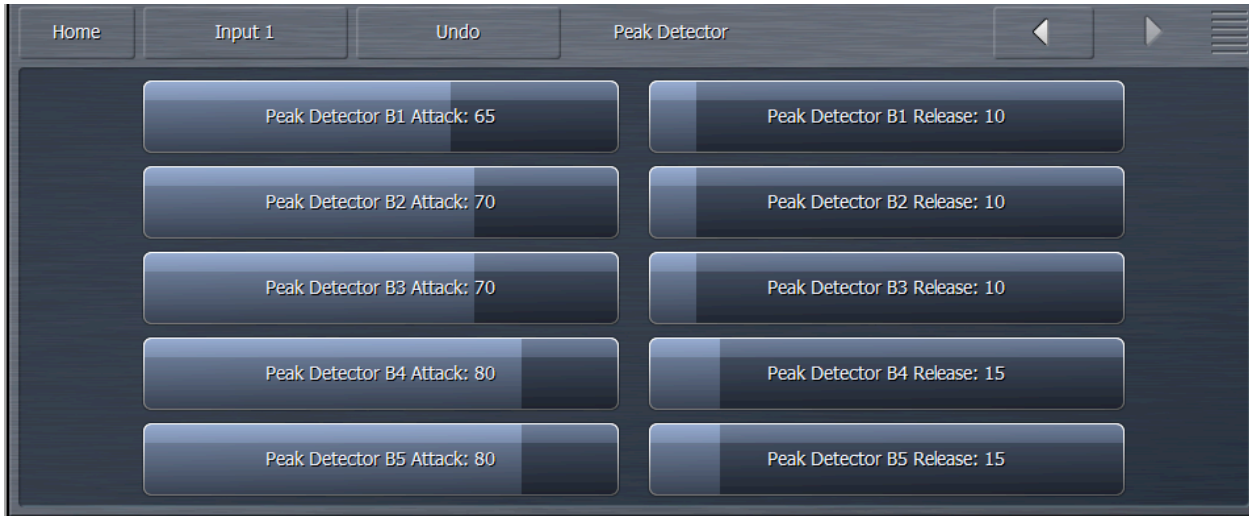 Home Input 1 Undo Peak Detector
Peak Detector B1 Attack: 65 Peak Detector B1 Release: 10
Peak Detector B2 Attack: 70 Peak Detector B2 Release: 10
Peak Detector B3 Attack: 70 Peak Detector B3 Release: 10
Peak Detector B4 Attack: 80 Peak Detector B4 Release: 15
Peak Detector B5 Attack: 80 Peak Detector B5 Release: 15